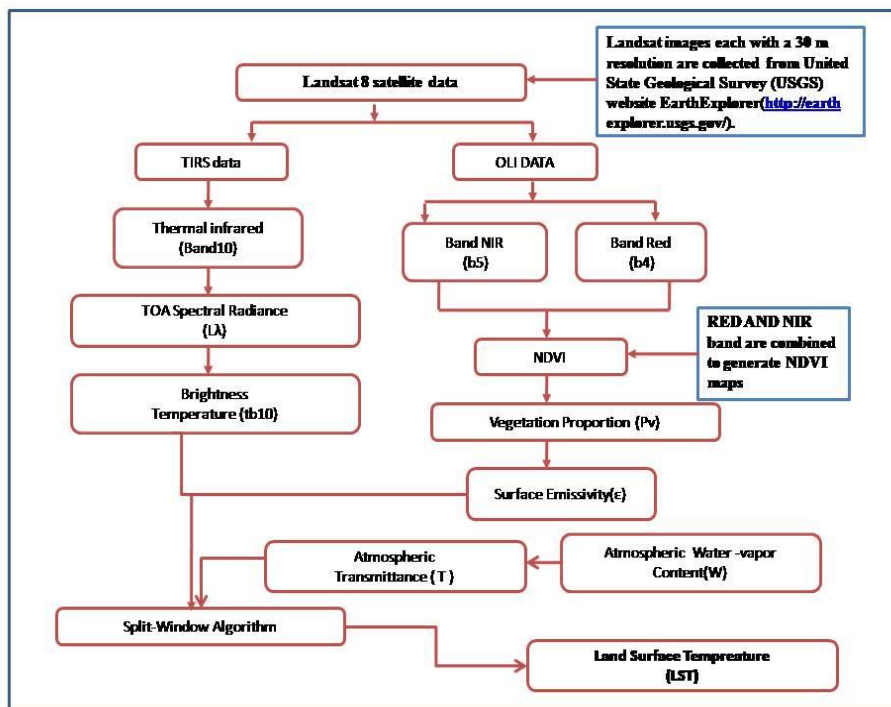 Landsat images each with a 30 m
resolution are collected from United
State Geological Survey (USGS)
website EarthExplorer(http://earth
explorer.usgs.gov/).
Landsat 8 satellite data
TIRS data
OLI DATA
Thermal infrared
(Band10)
Band NIR
(b5)
Band Red
(b4)
TOA Spectral Radiance
(Lλ)
RED AND NIR
band are combined
to generate NDVI
maps
NDVI
Brightness
Temperature (tb10)
Vegetation Proportion (Pv)
Surface Emissivity(ε)
Atmospheric
Transmittance (T)
Atmospheric Water -vapor
Content(W)
Split-Window Algorithm
Land Surface Tempreature
(LST)